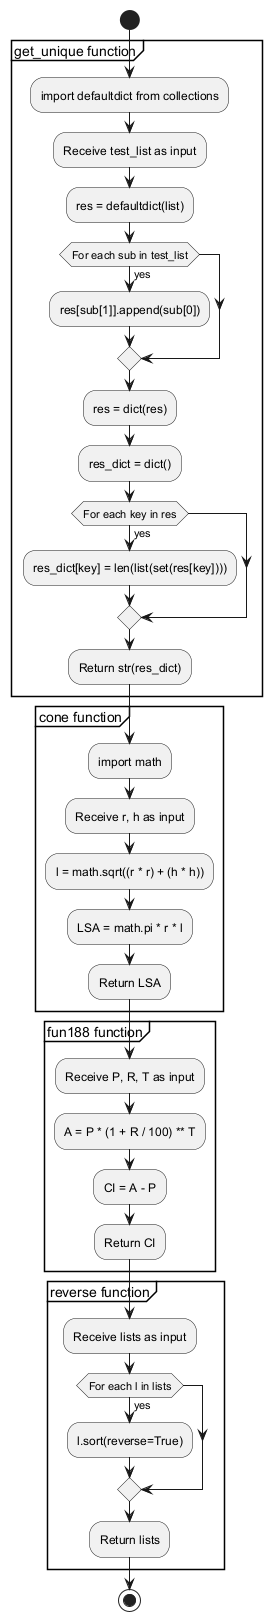 get_unique function
import defaultdict from collections
Receive test_list as input
res = defaultdict(list)
For each sub in test_list
yes
res[sub[1]].append(sub[0])
res = dict(res)
res_dict = dict()
For each key in res
yes
res_dict[key] = len(list(set(res[key])))
Return str(res_dict)
cone function
import math
Receive r, h as input
l = math.sqrt((r * r) + (h * h))
LSA = math.pi * r * l
Return LSA
fun188 function
Receive P, R, T as input
A = P * (1 + R / 100) ** T
CI = A - P
Return CI
reverse function
Receive lists as input
For each l in lists
yes
l.sort(reverse=True)
Return lists